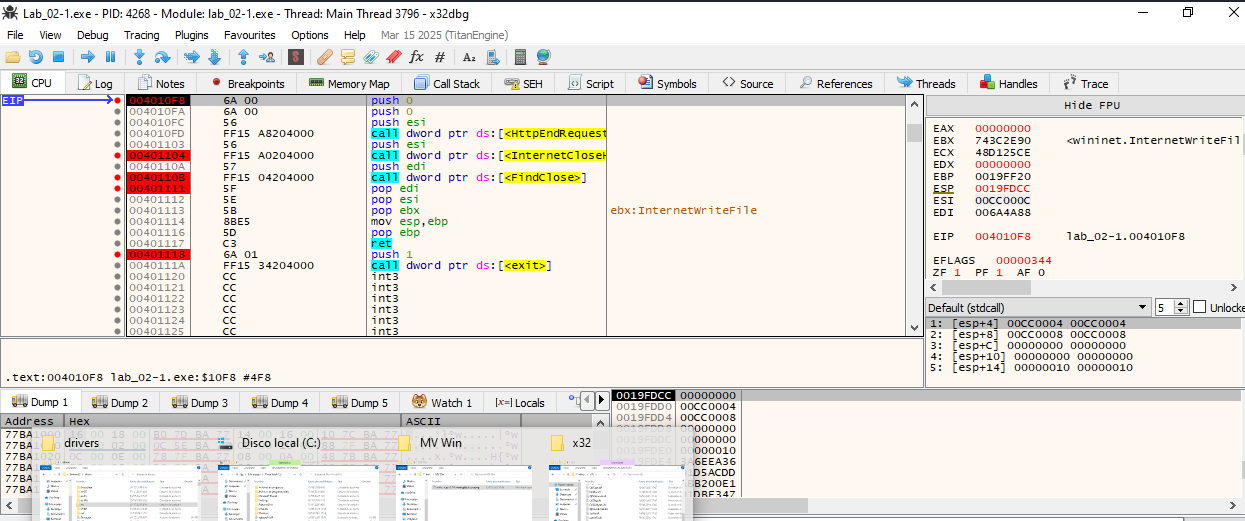 Lab_02-1.exe - PID: 4268 - Module: lab_02-1.exe - Thread: Main Thread 3796 - x32dbg
File View Debug Tracing Plugins Favourites Options Help Mar 15 2025 (TitanEngine)
CPU Log Notes Breakpoints Memory Map Call Stack SEH Script Symbols Source References Threads Handles Trace
EIP 004010F8 6A 00 push 0
004010FA 6A 00 push 0
004010FC 56 push esi
004010FD FF15 A8204000 call dword ptr ds:[<HttpEndRequest
00401103 56 push esi
00401104 FF15 A0204000 call dword ptr ds:[<InternetCloseH
0040110A 57 push edi
0040110B FF15 04204000 call dword ptr ds:[<FindClose>]
00401111 5F pop edi
00401112 5E pop esi
00401113 5B pop ebx ebx:InternetWriteFile
00401114 8BE5 mov esp,ebp
00401116 5D pop ebp
00401117 C3 ret
00401118 6A 01 push 1
0040111A FF15 34204000 call dword ptr ds:[<exit>]
00401120 CC int3
00401121 CC int3
00401122 CC int3
00401123 CC int3
00401124 CC int3
00401125 CC int3
Hide FPU
EAX 00000000
EBX 743C2E90 <wininet.InternetWriteFil
ECX 48D125CE
EDX 00000000
EBP 0019FF20
ESP 0019FDCC
ESI 00CC000C
EDI 006A4A88
EIP 004010F8 lab_02-1.004010F8
EFLAGS 00000344
ZF 1 PF 1 AF 0
Default (stdcall) 5 Unlocke
1: [esp+4] 00CC0004 00CC0004
2: [esp+8] 00CC0008 00CC0008
3: [esp+C] 00000000 00000000
4: [esp+10] 00000000 00000000
5: [esp+14] 00000010 00000010
.text:004010F8 lab_02-1.exe:$10F8 #4F8
Dump 1 Dump 2 Dump 3 Dump 4 Dump 5 Watch 1 [x=] Locals
Address Hex ASCII
0019FDCC 00000000
0019FDD0 00CC0004
0019FDD4 00CC0008
drivers Disco local (C:) MV Win x32